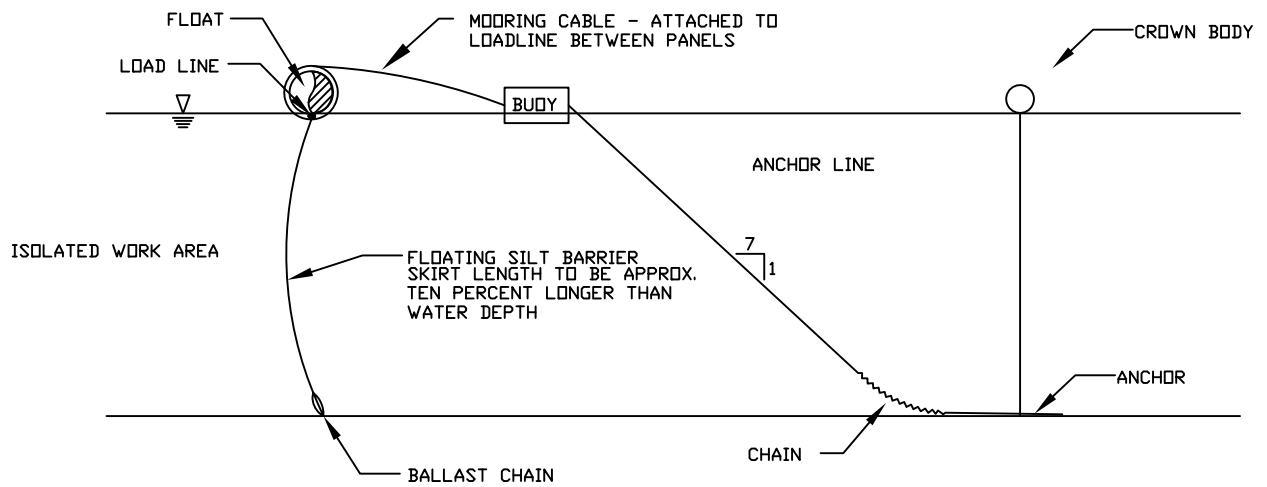 FLOAT
MOORING CABLE - ATTACHED TO
LOADLINE BETWEEN PANELS
CROWN BODY
LOAD LINE
BUOY
ANCHOR LINE
7
1
ISOLATED WORK AREA
FLOATING SILT BARRIER
SKIRT LENGTH TO BE APPROX.
TEN PERCENT LONGER THAN
WATER DEPTH
ANCHOR
CHAIN
BALLAST CHAIN